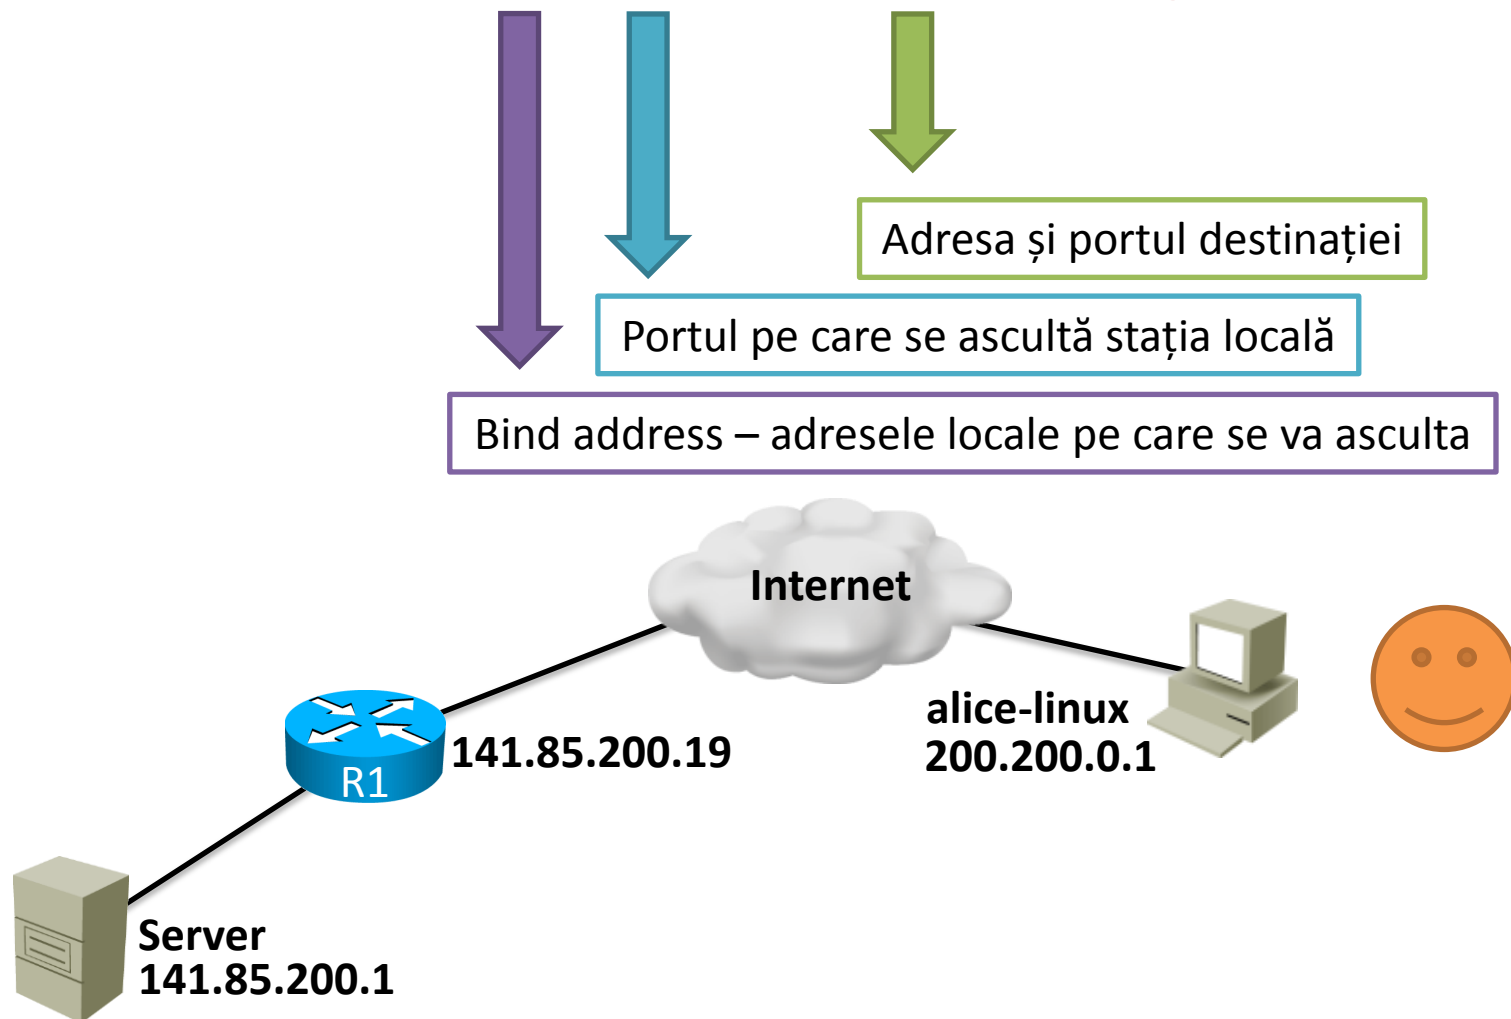 Adresa și portul destinației
Portul pe care se ascultă stația locală
Bind address – adresele locale pe care se va asculta
Internet
alice-linux
200.200.0.1
141.85.200.19
R1
Server
141.85.200.1